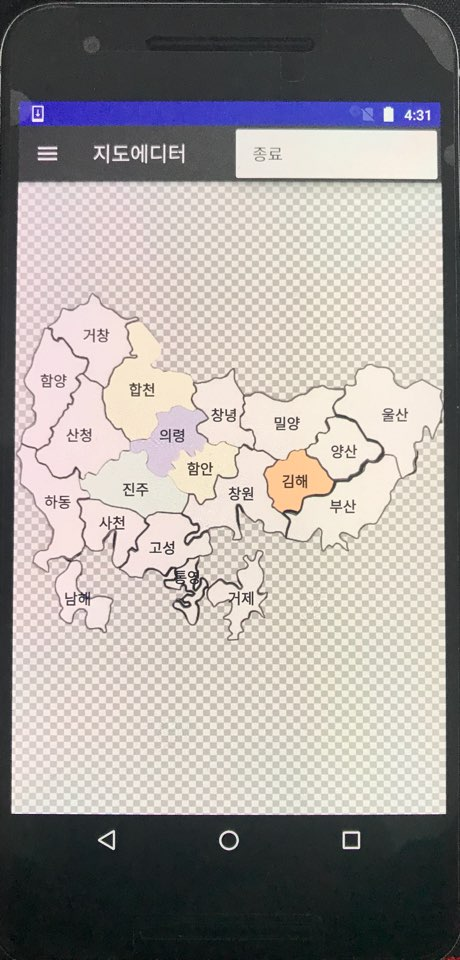 4:31
지도에디터
종료
거창
함양
합천
산청
의령
창녕
밀양
울산
양산
함안
진주
창원
김해
하동
부산
사천
고성
통영
남해
거제